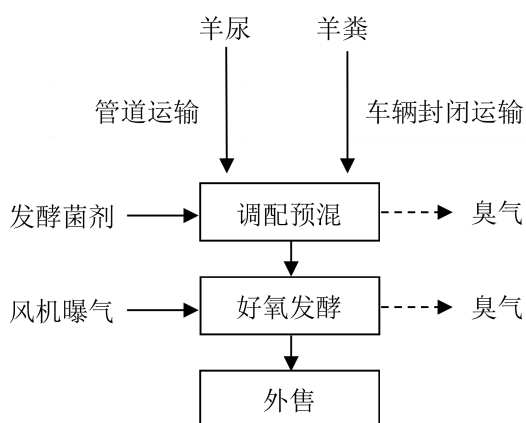 羊尿
羊粪
管道运输
车辆封闭运输
发酵菌剂
调配预混
臭气
风机曝气
好氧发酵
臭气
外售